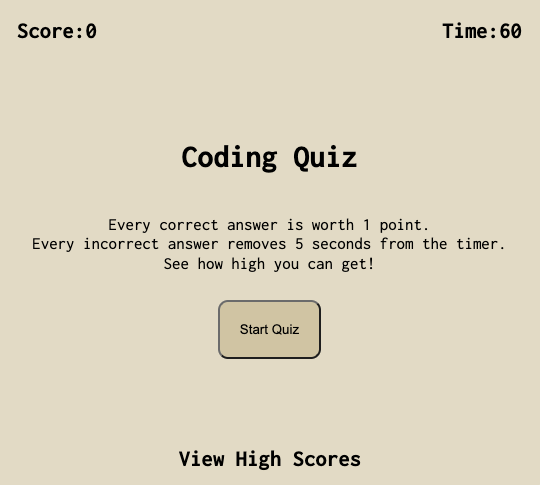 Score:0
Time:60
Coding Quiz
Every correct answer is worth 1 point.
Every incorrect answer removes 5 seconds from the timer.
See how high you can get!
Start Quiz
View High Scores